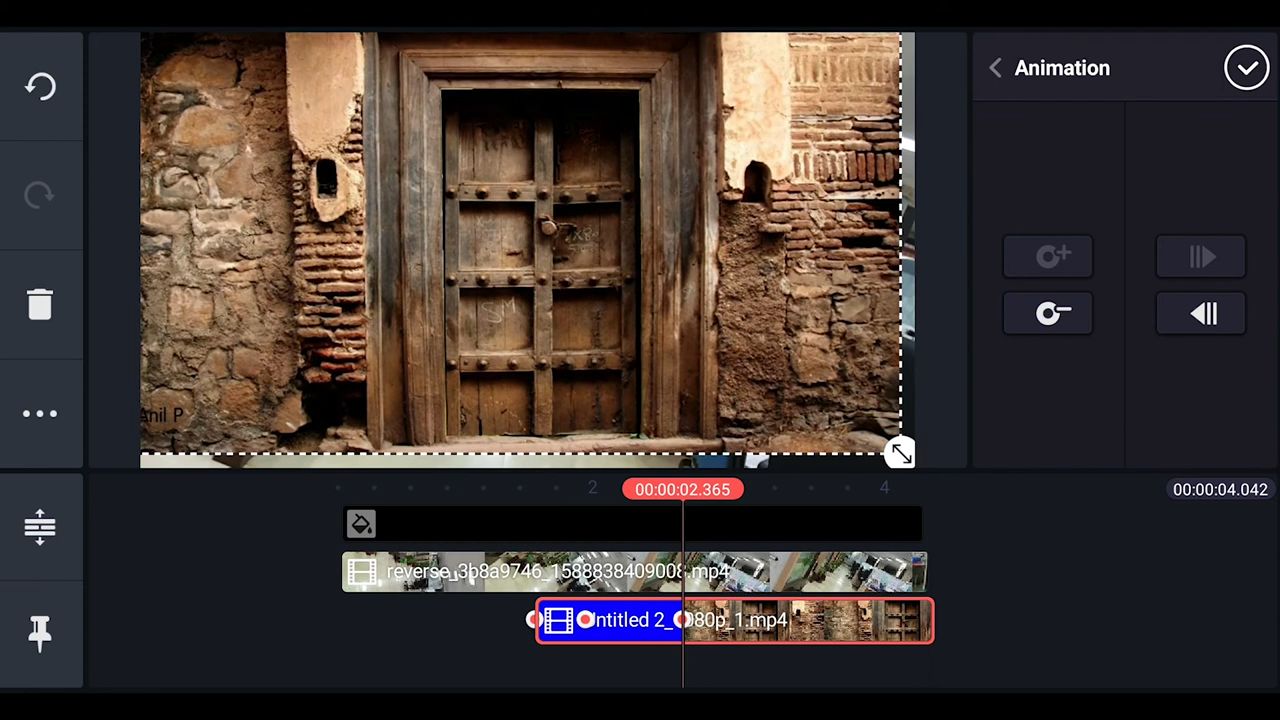 Animation
Anil P
2
00:00:02.365
4
00:00:04.042
reverse_3b8a9746_1588838409008.mp4
Untitled 2_1080p_1.mp4